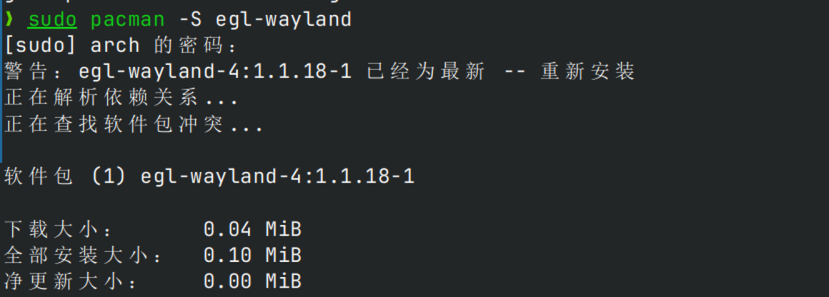 ❯ sudo pacman -S egl-wayland
[sudo] arch 的密码：
警告：egl-wayland-4:1.1.18-1 已经为最新 -- 重新安装
正在解析依赖关系...
正在查找软件包冲突...
软件包 (1) egl-wayland-4:1.1.18-1
下载大小：       0.04 MiB
全部安装大小：   0.10 MiB
净更新大小：     0.00 MiB